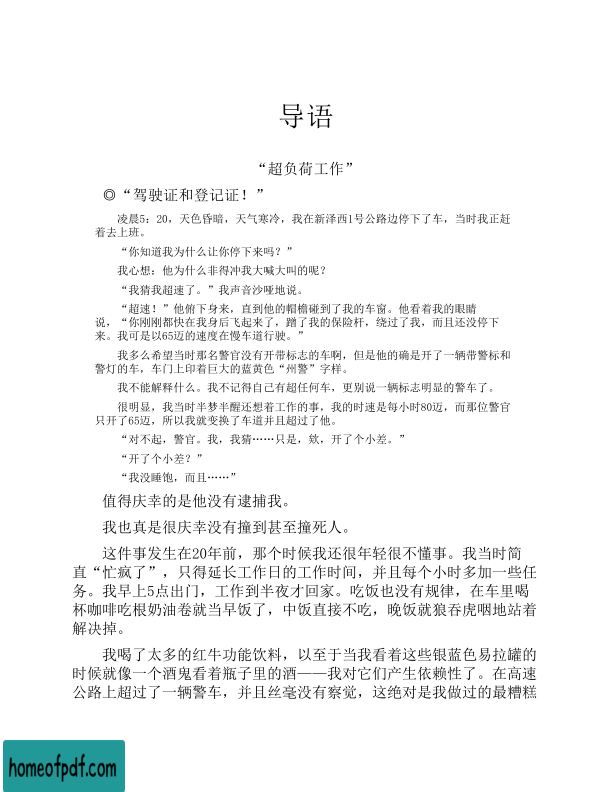 导语
“超负荷工作”
◎“驾驶证和登记证！”
凌晨5：20，天色昏暗，天气寒冷，我在新泽西1号公路边停下了车，当时我正赶
着去上班。
“你知道我为什么让你停下来吗？”
我心想：他为什么非得冲我大喊大叫的呢？
“我猜我超速了。”我声音沙哑地说。
“超速！”他俯下身来，直到他的帽檐碰到了我的车窗。他看着我的眼睛
说，“你刚刚都快在我身后飞起来了，蹭了我的保险杆，绕过了我，而且还没停下
来。我可是以65迈的速度在慢车道行驶。”
我多么希望当时那名警官没有开带标志的车啊，但是他的确是开了一辆带警标和
警灯的车，车门上印着巨大的蓝黄色“州警”字样。
我不能解释什么。我不记得自己有超任何车，更别说一辆标志明显的警车了。
很明显，我当时半梦半醒还想着工作的事，我的时速是每小时80迈，而那位警官
只开了65迈，所以我就变换了车道并且超过了他。
“对不起，警官。我，我猜……只是，欸，开了个小差。”
“开了个小差？”
“我没睡饱，而且……”
值得庆幸的是他没有逮捕我。
我也真是很庆幸没有撞到甚至撞死人。
这件事发生在20年前，那个时候我还很年轻很不懂事。我当时简
直“忙疯了”，只得延长工作日的工作时间，并且每个小时多加一些任
务。我早上5点出门，工作到半夜才回家。吃饭也没有规律，在车里喝
杯咖啡吃根奶油卷就当早饭了，中饭直接不吃，晚饭就狼吞虎咽地站着
解决掉。
我喝了太多的红牛功能饮料，以至于当我看着这些银蓝色易拉罐的
时候就像一个酒鬼看着瓶子里的酒——我对它们产生依赖性了。在高速
公路上超过了一辆警车，并且丝毫没有察觉，这绝对是我做过的最糟糕
homeofpdf.com